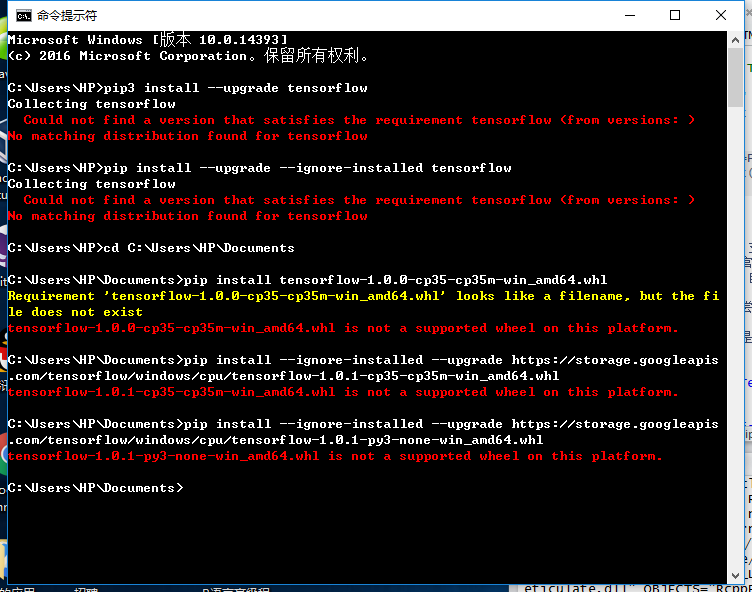 命令提示符
Microsoft Windows [版本 10.0.14393]
(c) 2016 Microsoft Corporation。保留所有权利。
C:\Users\HP>pip3 install --upgrade tensorflow
Collecting tensorflow
  Could not find a version that satisfies the requirement tensorflow (from versions: )
No matching distribution found for tensorflow
C:\Users\HP>pip install --upgrade --ignore-installed tensorflow
Collecting tensorflow
  Could not find a version that satisfies the requirement tensorflow (from versions: )
No matching distribution found for tensorflow
C:\Users\HP>cd C:\Users\HP\Documents
C:\Users\HP\Documents>pip install tensorflow-1.0.0-cp35-cp35m-win_amd64.whl
Requirement 'tensorflow-1.0.0-cp35-cp35m-win_amd64.whl' looks like a filename, but the fi
le does not exist
tensorflow-1.0.0-cp35-cp35m-win_amd64.whl is not a supported wheel on this platform.
C:\Users\HP\Documents>pip install --ignore-installed --upgrade https://storage.googleapis
.com/tensorflow/windows/cpu/tensorflow-1.0.1-cp35-cp35m-win_amd64.whl
tensorflow-1.0.1-cp35-cp35m-win_amd64.whl is not a supported wheel on this platform.
C:\Users\HP\Documents>pip install --ignore-installed --upgrade https://storage.googleapis
.com/tensorflow/windows/cpu/tensorflow-1.0.1-py3-none-win_amd64.whl
tensorflow-1.0.1-py3-none-win_amd64.whl is not a supported wheel on this platform.
C:\Users\HP\Documents>